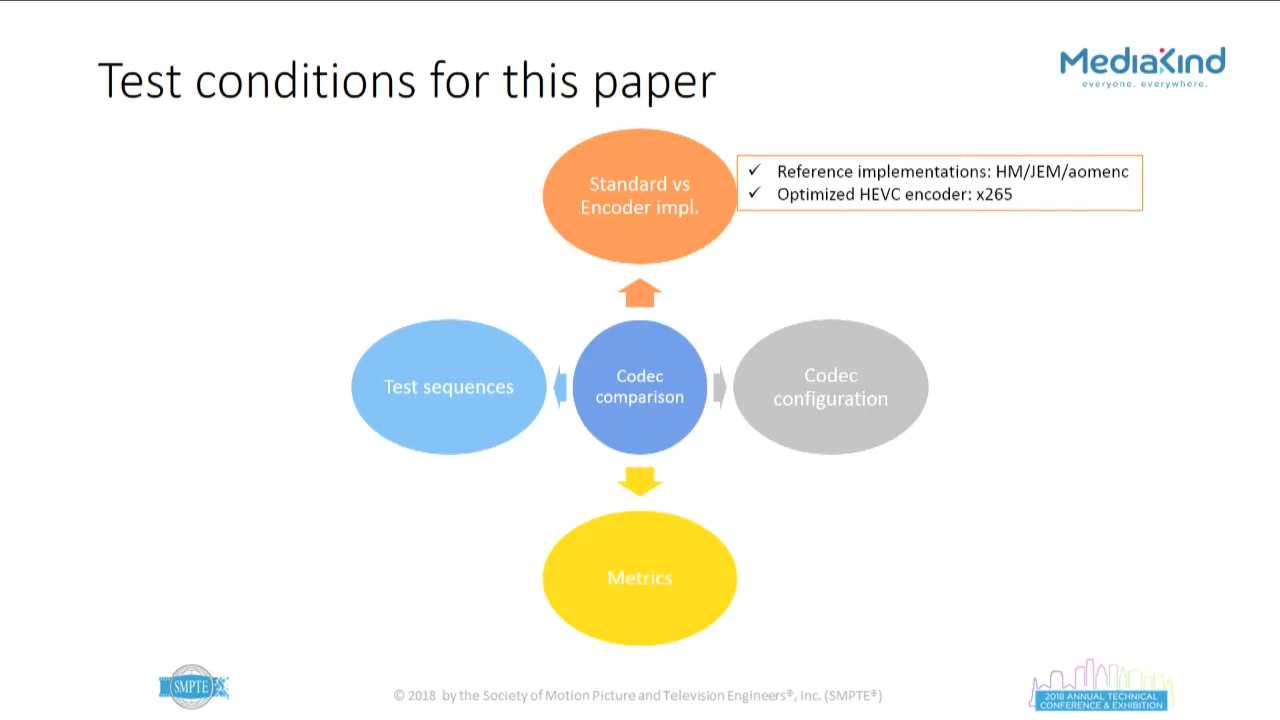 Test conditions for this paper
MediaKind
everyone. everywhere.
Standard vs
Encoder impl.
✓ Reference implementations: HM/JEM/aomenc
✓ Optimized HEVC encoder: x265
Test sequences
Codec
comparison
Codec
configuration
Metrics
SMPTE
© 2018 by the Society of Motion Picture and Television Engineers®, Inc. (SMPTE®)
2018 ANNUAL TECHNICAL
CONFERENCE & EXHIBITION